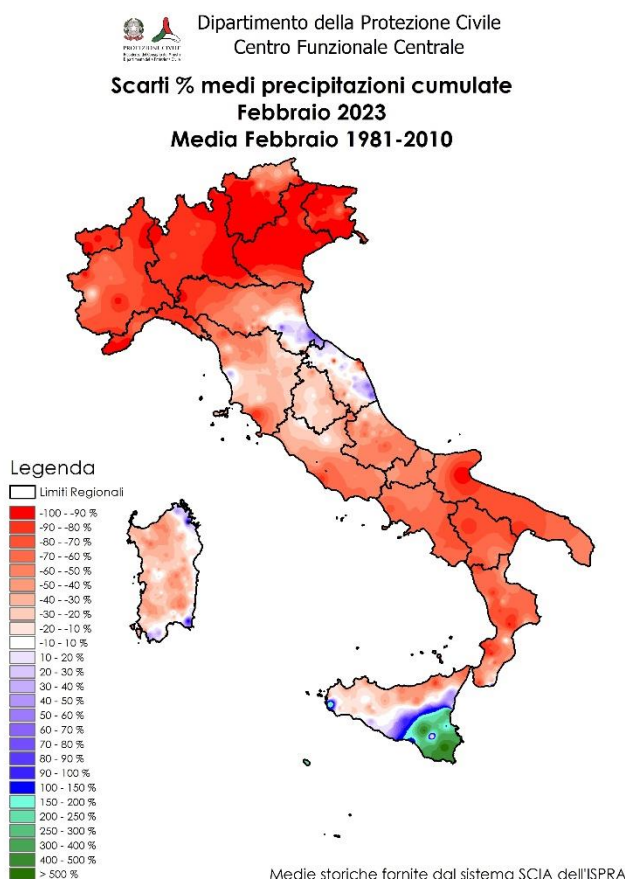 Dipartimento della Protezione Civile
Centro Funzionale Centrale
PROTEZIONE CIVILE
Scarti % medi precipitazioni cumulate
Febbraio 2023
Media Febbraio 1981-2010
Legenda
Limiti Regionali
-100 - -90 %
-90 - -80 %
-80 - -70 %
-70 - -60 %
-60 - -50 %
-50 - -40 %
-40 - -30 %
-30 - -20 %
-20 - -10 %
-10 - 10 %
10 - 20 %
20 - 30 %
30 - 40 %
40 - 50 %
50 - 60 %
60 - 70 %
70 - 80 %
80 - 90 %
90 - 100 %
100 - 150 %
150 - 200 %
200 - 250 %
250 - 300 %
300 - 400 %
400 - 500 %
> 500 %
Medie storiche fornite dal sistema SCIA dell'ISPRA